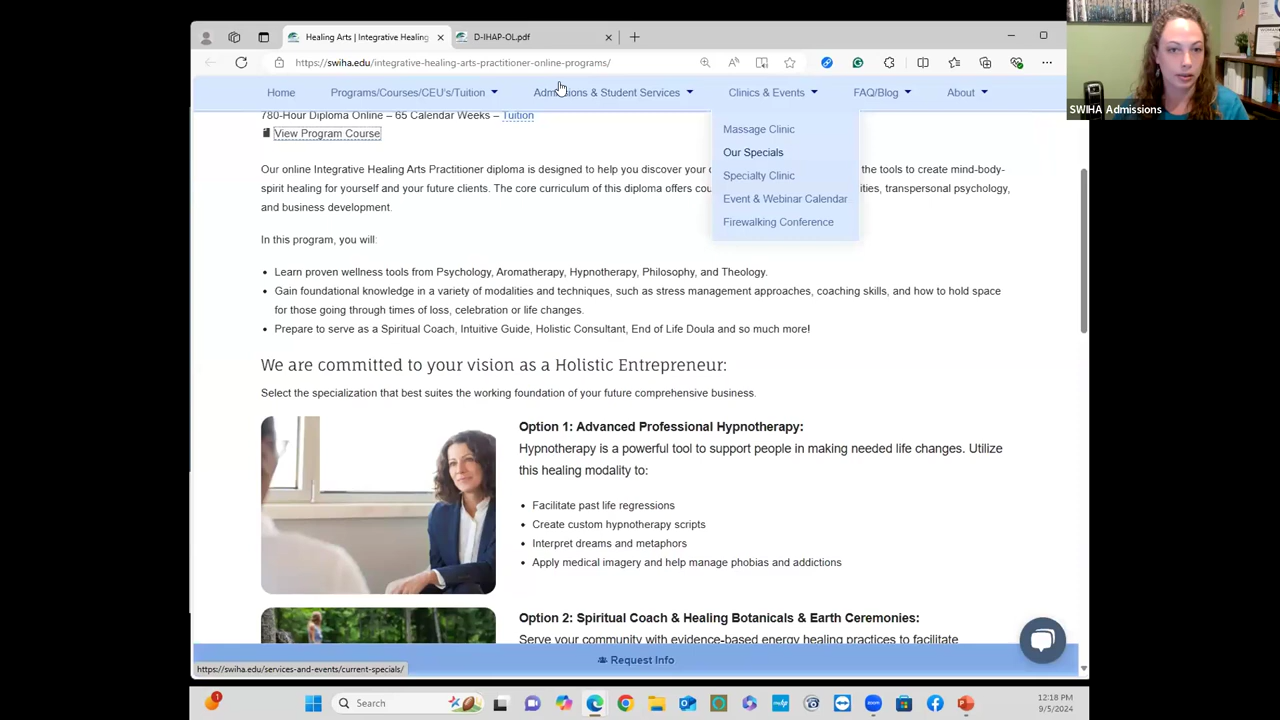 Healing Arts | Integrative Healing
D-IHAP-OL.pdf
https://swiha.edu/integrative-healing-arts-practitioner-online-programs/
Home
Programs/Courses/CEU's/Tuition
Admissions & Student Services
Clinics & Events
FAQ/Blog
About
SWIHA Admissions
780-Hour Diploma Online – 65 Calendar Weeks – Tuition
View Program Course
Massage Clinic
Our Specials
Specialty Clinic
Event & Webinar Calendar
Firewalking Conference
Our online Integrative Healing Arts Practitioner diploma is designed to help you discover your the tools to create mind-body-
spirit healing for yourself and your future clients. The core curriculum of this diploma offers transpersonal psychology,
and business development.
In this program, you will:
Learn proven wellness tools from Psychology, Aromatherapy, Hypnotherapy, Philosophy, and Theology.
Gain foundational knowledge in a variety of modalities and techniques, such as stress management approaches, coaching skills, and how to hold space
for those going through times of loss, celebration or life changes.
Prepare to serve as a Spiritual Coach, Intuitive Guide, Holistic Consultant, End of Life Doula and so much more!
We are committed to your vision as a Holistic Entrepreneur:
Select the specialization that best suites the working foundation of your future comprehensive business.
Option 1: Advanced Professional Hypnotherapy:
Hypnotherapy is a powerful tool to support people in making needed life changes. Utilize
this healing modality to:
Facilitate past life regressions
Create custom hypnotherapy scripts
Interpret dreams and metaphors
Apply medical imagery and help manage phobias and addictions
Option 2: Spiritual Coach & Healing Botanicals & Earth Ceremonies:
Serve your community with evidence-based energy healing practices to facilitate
Request Info
https://swiha.edu/services-and-events/current-specials/
1
Search
12:18 PM
9/5/2024